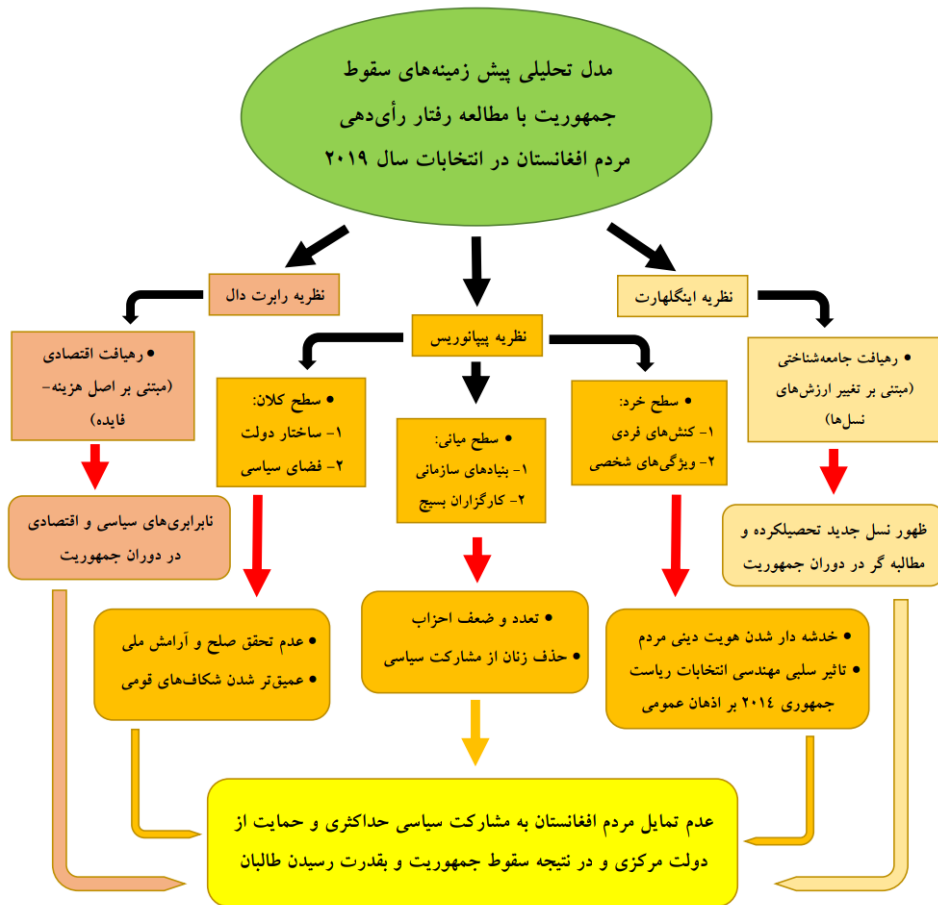 مدل تحلیلی پیش زمینه‌های سقوط
جمهوریت با مطالعه رفتار رأی‌دهی
مردم افغانستان در انتخابات سال ۲۰۱۹
نظریه اینگلهارت
نظریه رابرت دال
نظریه پیپانوریس
• رهیافت جامعه‌شناختی
(مبتنی بر تغییر ارزش‌های
نسل‌ها)
• سطح خرد:
۱- کنش‌های فردی
۲- ویژگی‌های شخصی
• سطح میانی:
۱- بنیادهای سازمانی
۲- کارگزاران بسیج
• سطح کلان:
۱- ساختار دولت
۲- فضای سیاسی
• رهیافت اقتصادی
(مبتنی بر اصل هزینه-
فایده)
ظهور نسل جدید تحصیلکرده و
مطالبه گر در دوران جمهوریت
• خدشه دار شدن هویت دینی مردم
• تاثیر سلبی مهندسی انتخابات ریاست
جمهوری ۲۰۱٤ بر اذهان عمومی
• تعدد و ضعف احزاب
• حذف زنان از مشارکت سیاسی
• عدم تحقق صلح و آرامش ملی
• عمیق‌تر شدن شکاف‌های قومی
نابرابری‌های سیاسی و اقتصادی
در دوران جمهوریت
عدم تمایل مردم افغانستان به مشارکت سیاسی حداکثری و حمایت از
دولت مرکزی و در نتیجه سقوط جمهوریت و بقدرت رسیدن طالبان